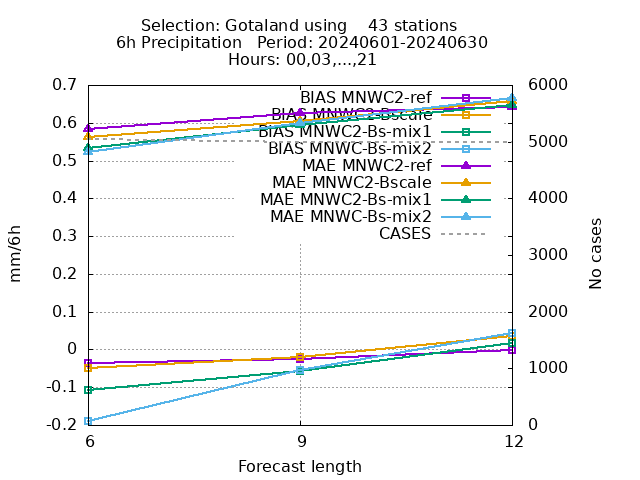 Selection: Gotaland using 43 stations
6h Precipitation Period: 20240601-20240630
Hours: 00,03,...,21
0.7
0.6
0.5
0.4
0.3
0.2
0.1
0
-0.1
-0.2
mm/6h
6000
5000
4000
3000
2000
1000
0
No cases
BIAS MNWC2-ref
BIAS MNWC2-Bscale
BIAS MNWC2-Bs-mix1
BIAS MNWC-Bs-mix2
MAE MNWC2-ref
MAE MNWC2-Bscale
MAE MNWC2-Bs-mix1
MAE MNWC-Bs-mix2
CASES
6 9 12
Forecast length